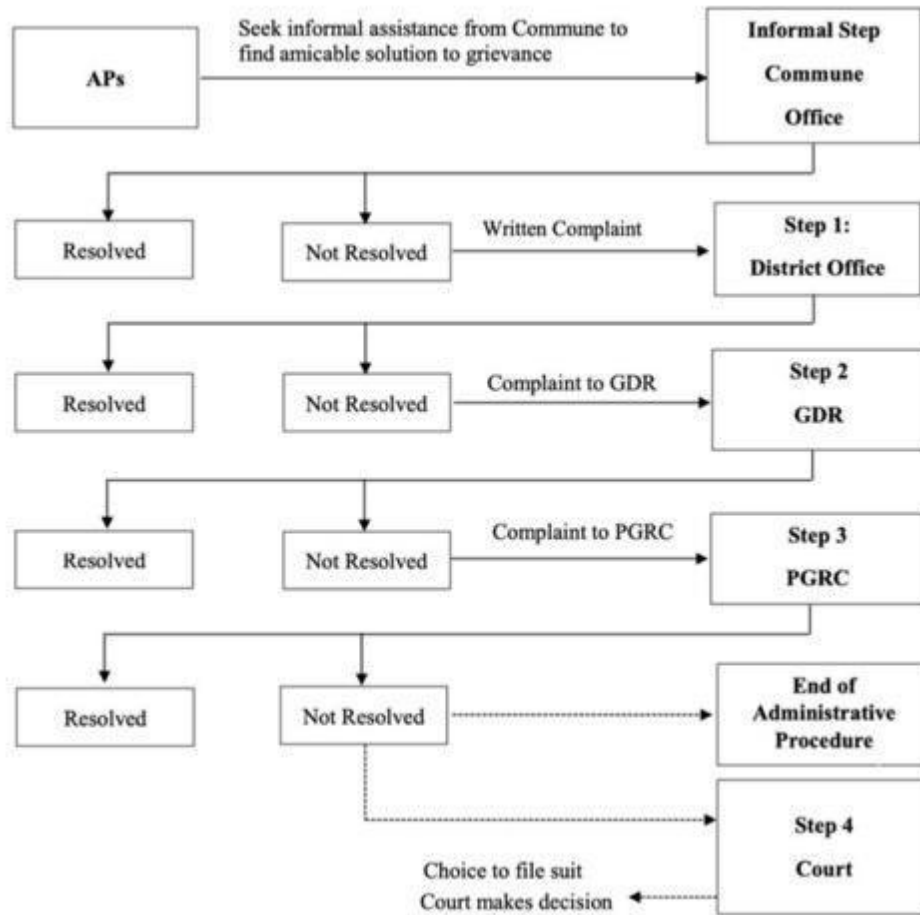 Seek informal assistance from Commune to
find amicable solution to grievance
APs
Informal Step
Commune
Office
Resolved
Not Resolved
Written Complaint
Step 1:
District Office
Resolved
Not Resolved
Complaint to GDR
Step 2
GDR
Resolved
Not Resolved
Complaint to PGRC
Step 3
PGRC
Resolved
Not Resolved
End of
Administrative
Procedure
Step 4
Court
Choice to file suit
Court makes decision